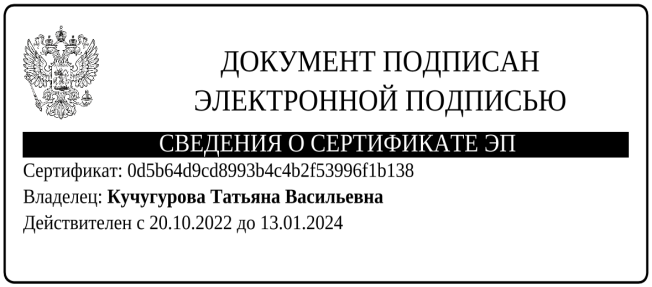 ДОКУМЕНТ ПОДПИСАН
ЭЛЕКТРОННОЙ ПОДПИСЬЮ
СВЕДЕНИЯ О СЕРТИФИКАТЕ ЭП
Сертификат: 0d5b64d9cd8993b4c4b2f53996f1b138
Владелец: Кучугурова Татьяна Васильевна
Действителен с 20.10.2022 до 13.01.2024